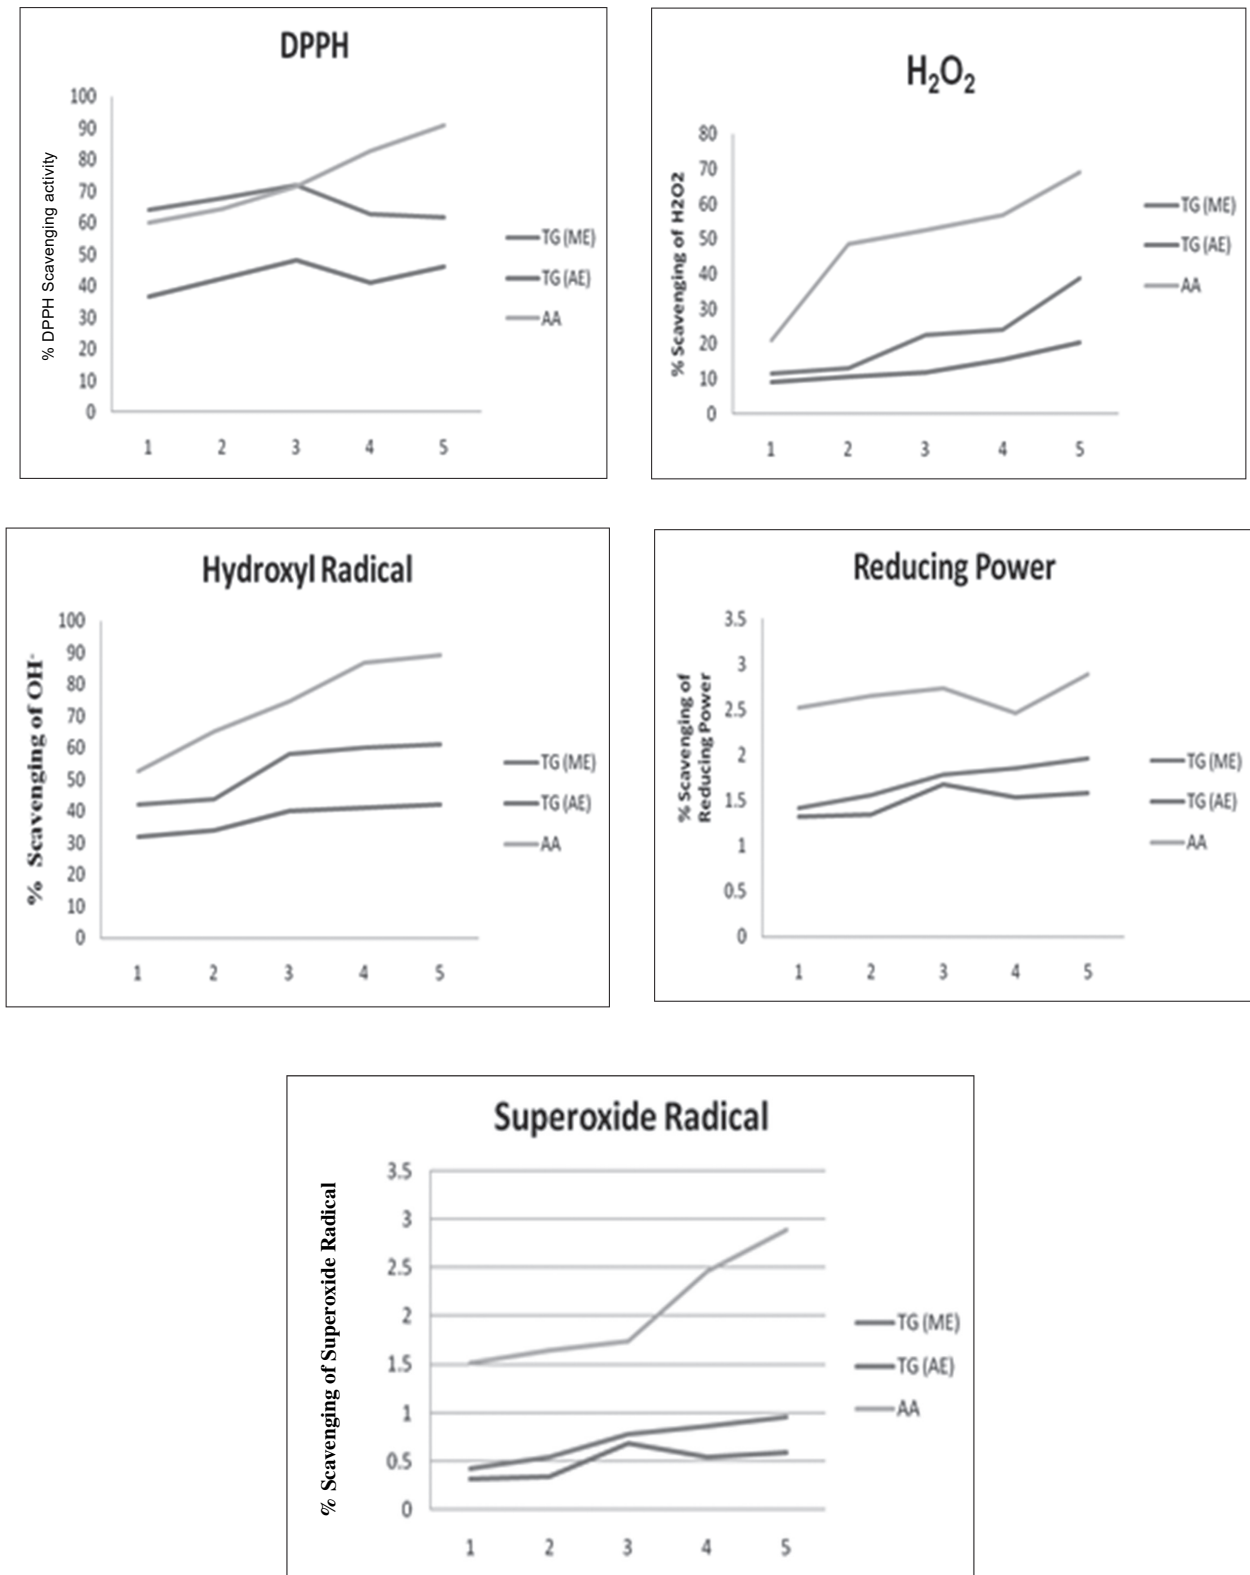 DPPH
% DPPH Scavenging activity
100
90
80
70
60
50
40
30
20
10
0
1 2 3 4 5
TG (ME)
TG (AE)
AA
H₂O₂
% Scavenging of H2O2
80
70
60
50
40
30
20
10
0
1 2 3 4 5
TG (ME)
TG (AE)
AA
Hydroxyl Radical
% Scavenging of OH·
100
90
80
70
60
50
40
30
20
10
0
1 2 3 4 5
TG (ME)
TG (AE)
AA
Reducing Power
% Scavenging of
Reducing Power
3.5
3
2.5
2
1.5
1
0.5
0
1 2 3 4 5
TG (ME)
TG (AE)
AA
Superoxide Radical
% Scavenging of Superoxide Radical
3.5
3
2.5
2
1.5
1
0.5
0
1 2 3 4 5
TG (ME)
TG (AE)
AA